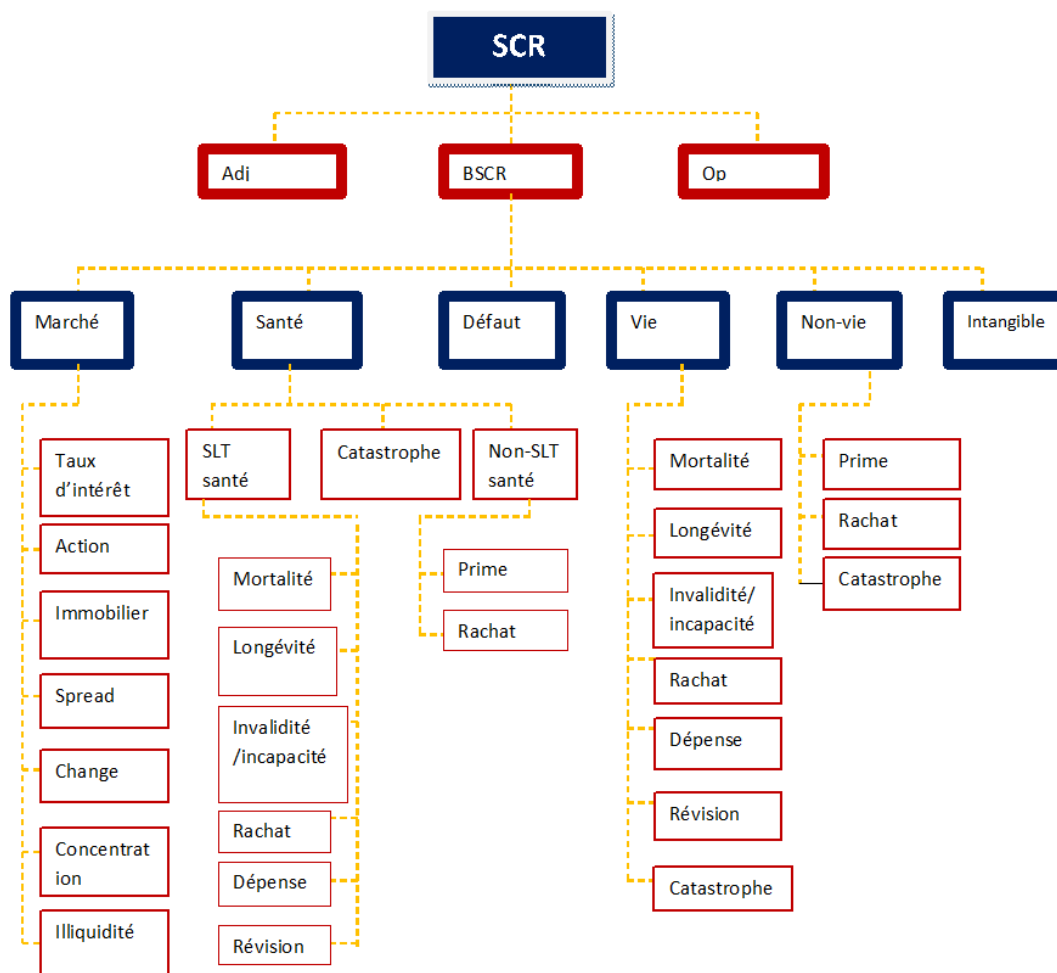 SCR
Adj
BSCR
Op
Marché
Santé
Défaut
Vie
Non-vie
Intangible
Taux
d’intérêt
Action
Immobilier
Spread
Change
Concentrat
ion
Illiquidité
SLT
santé
Catastrophe
Non-SLT
santé
Mortalité
Longévité
Invalidité
/incapacité
Rachat
Dépense
Révision
Prime
Rachat
Mortalité
Longévité
Invalidité/
incapacité
Rachat
Dépense
Révision
Catastrophe
Prime
Rachat
Catastrophe